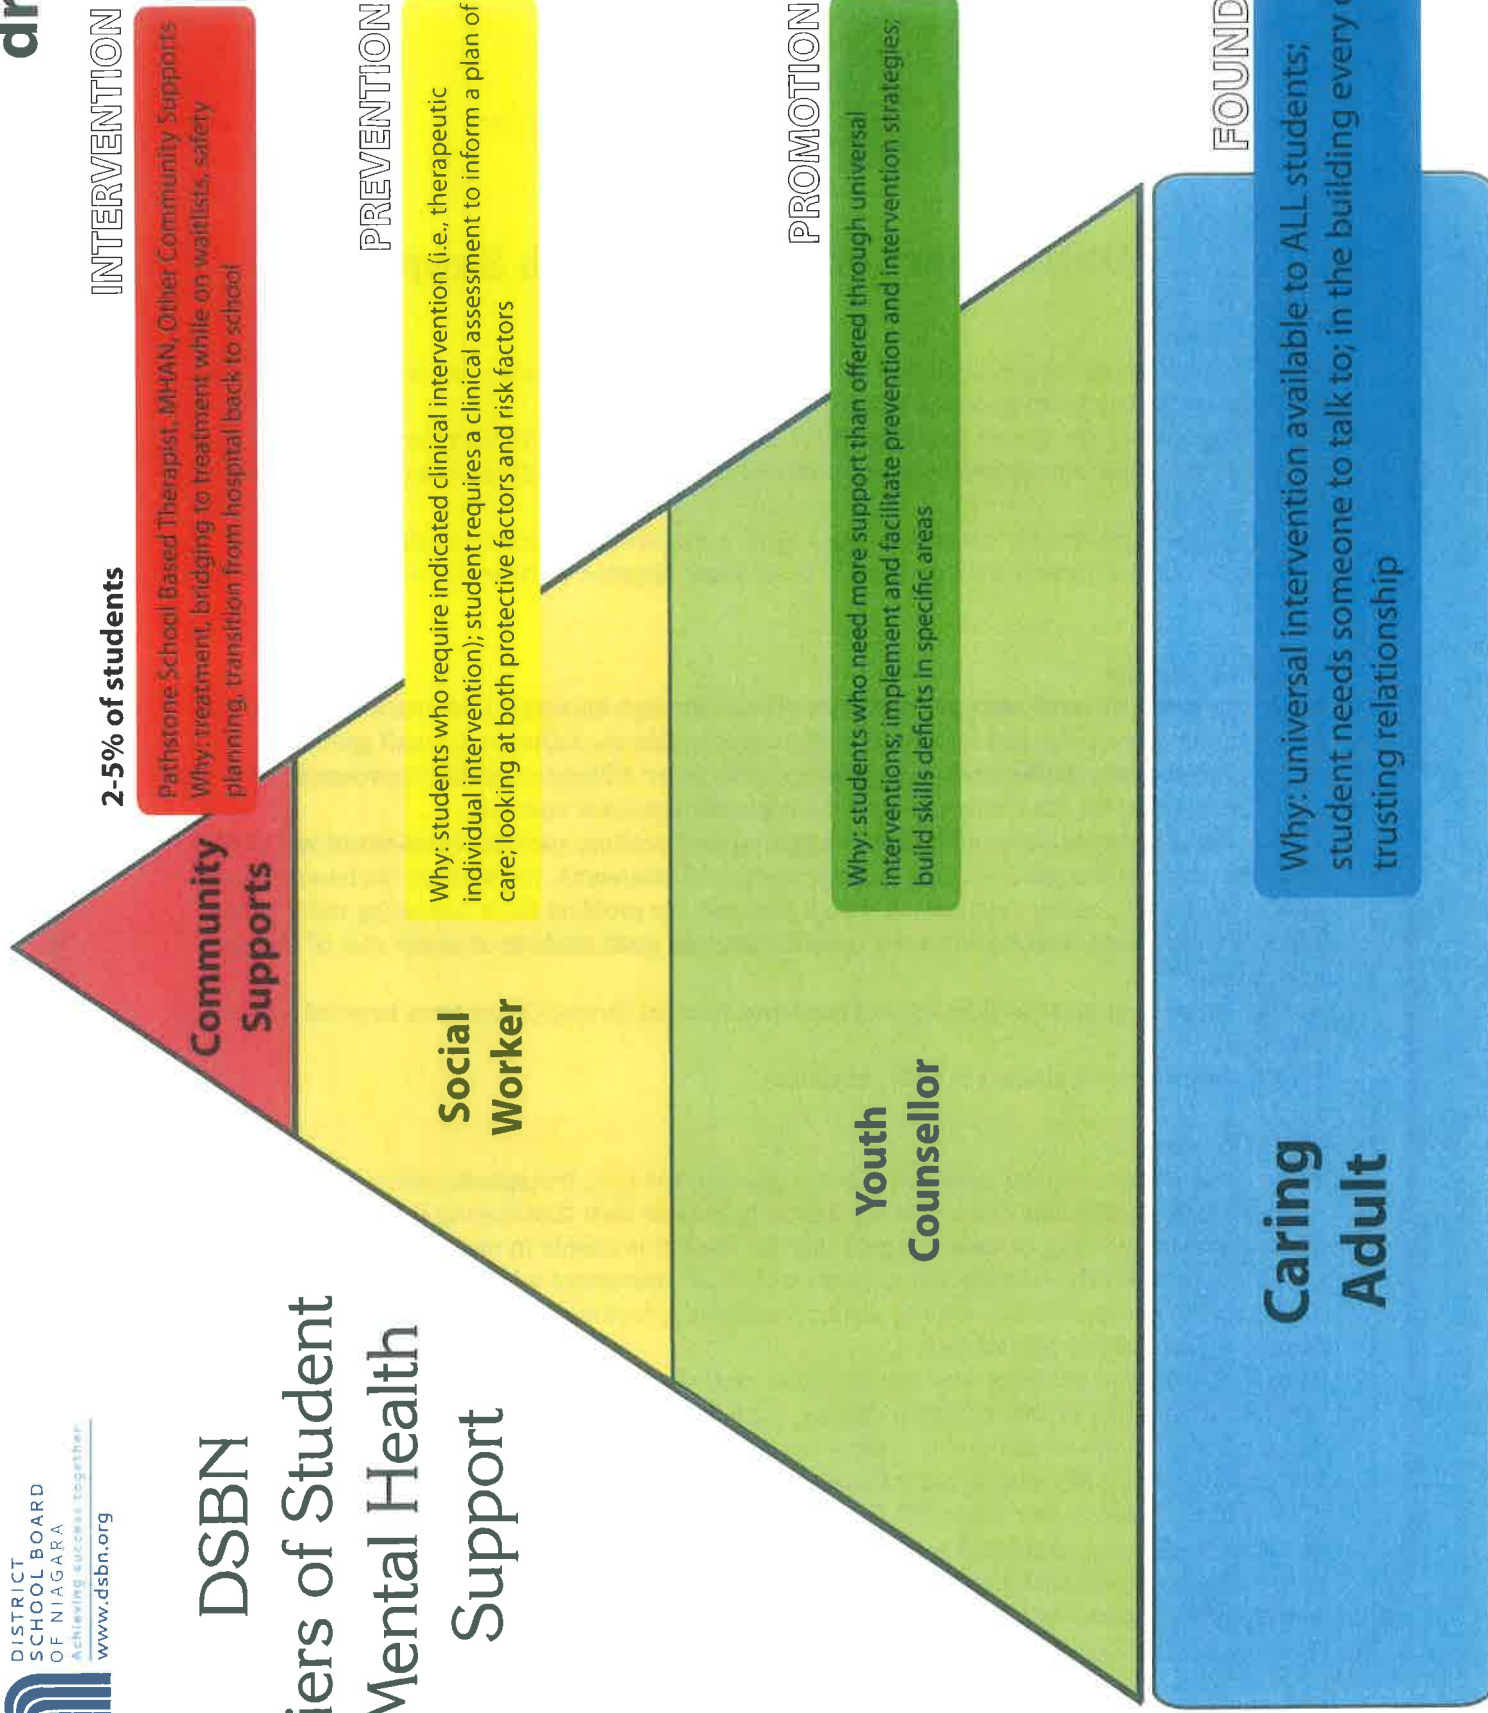 DISTRICT
SCHOOL BOARD
OF NIAGARA
Achieving success together
www.dsbn.org
dr
DSBN
iers of Student
Mental Health
Support
2-5% of students
INTERVENTION
Community
Supports
Pathstone School Based Therapist, MHAN, Other Community Supports
Why: treatment, bridging to treatment while on waitlists, safety
planning, transition from hospital back to school
PREVENTION
Social
Worker
Why: students who require indicated clinical intervention (i.e., therapeutic
individual intervention); student requires a clinical assessment to inform a plan of
care; looking at both protective factors and risk factors
PROMOTION
Youth
Counsellor
Why: students who need more support than offered through universal
interventions; implement and facilitate prevention and intervention strategies;
build skills deficits in specific areas
FOUND
Caring
Adult
Why: universal intervention available to ALL students;
student needs someone to talk to; in the building every
trusting relationship